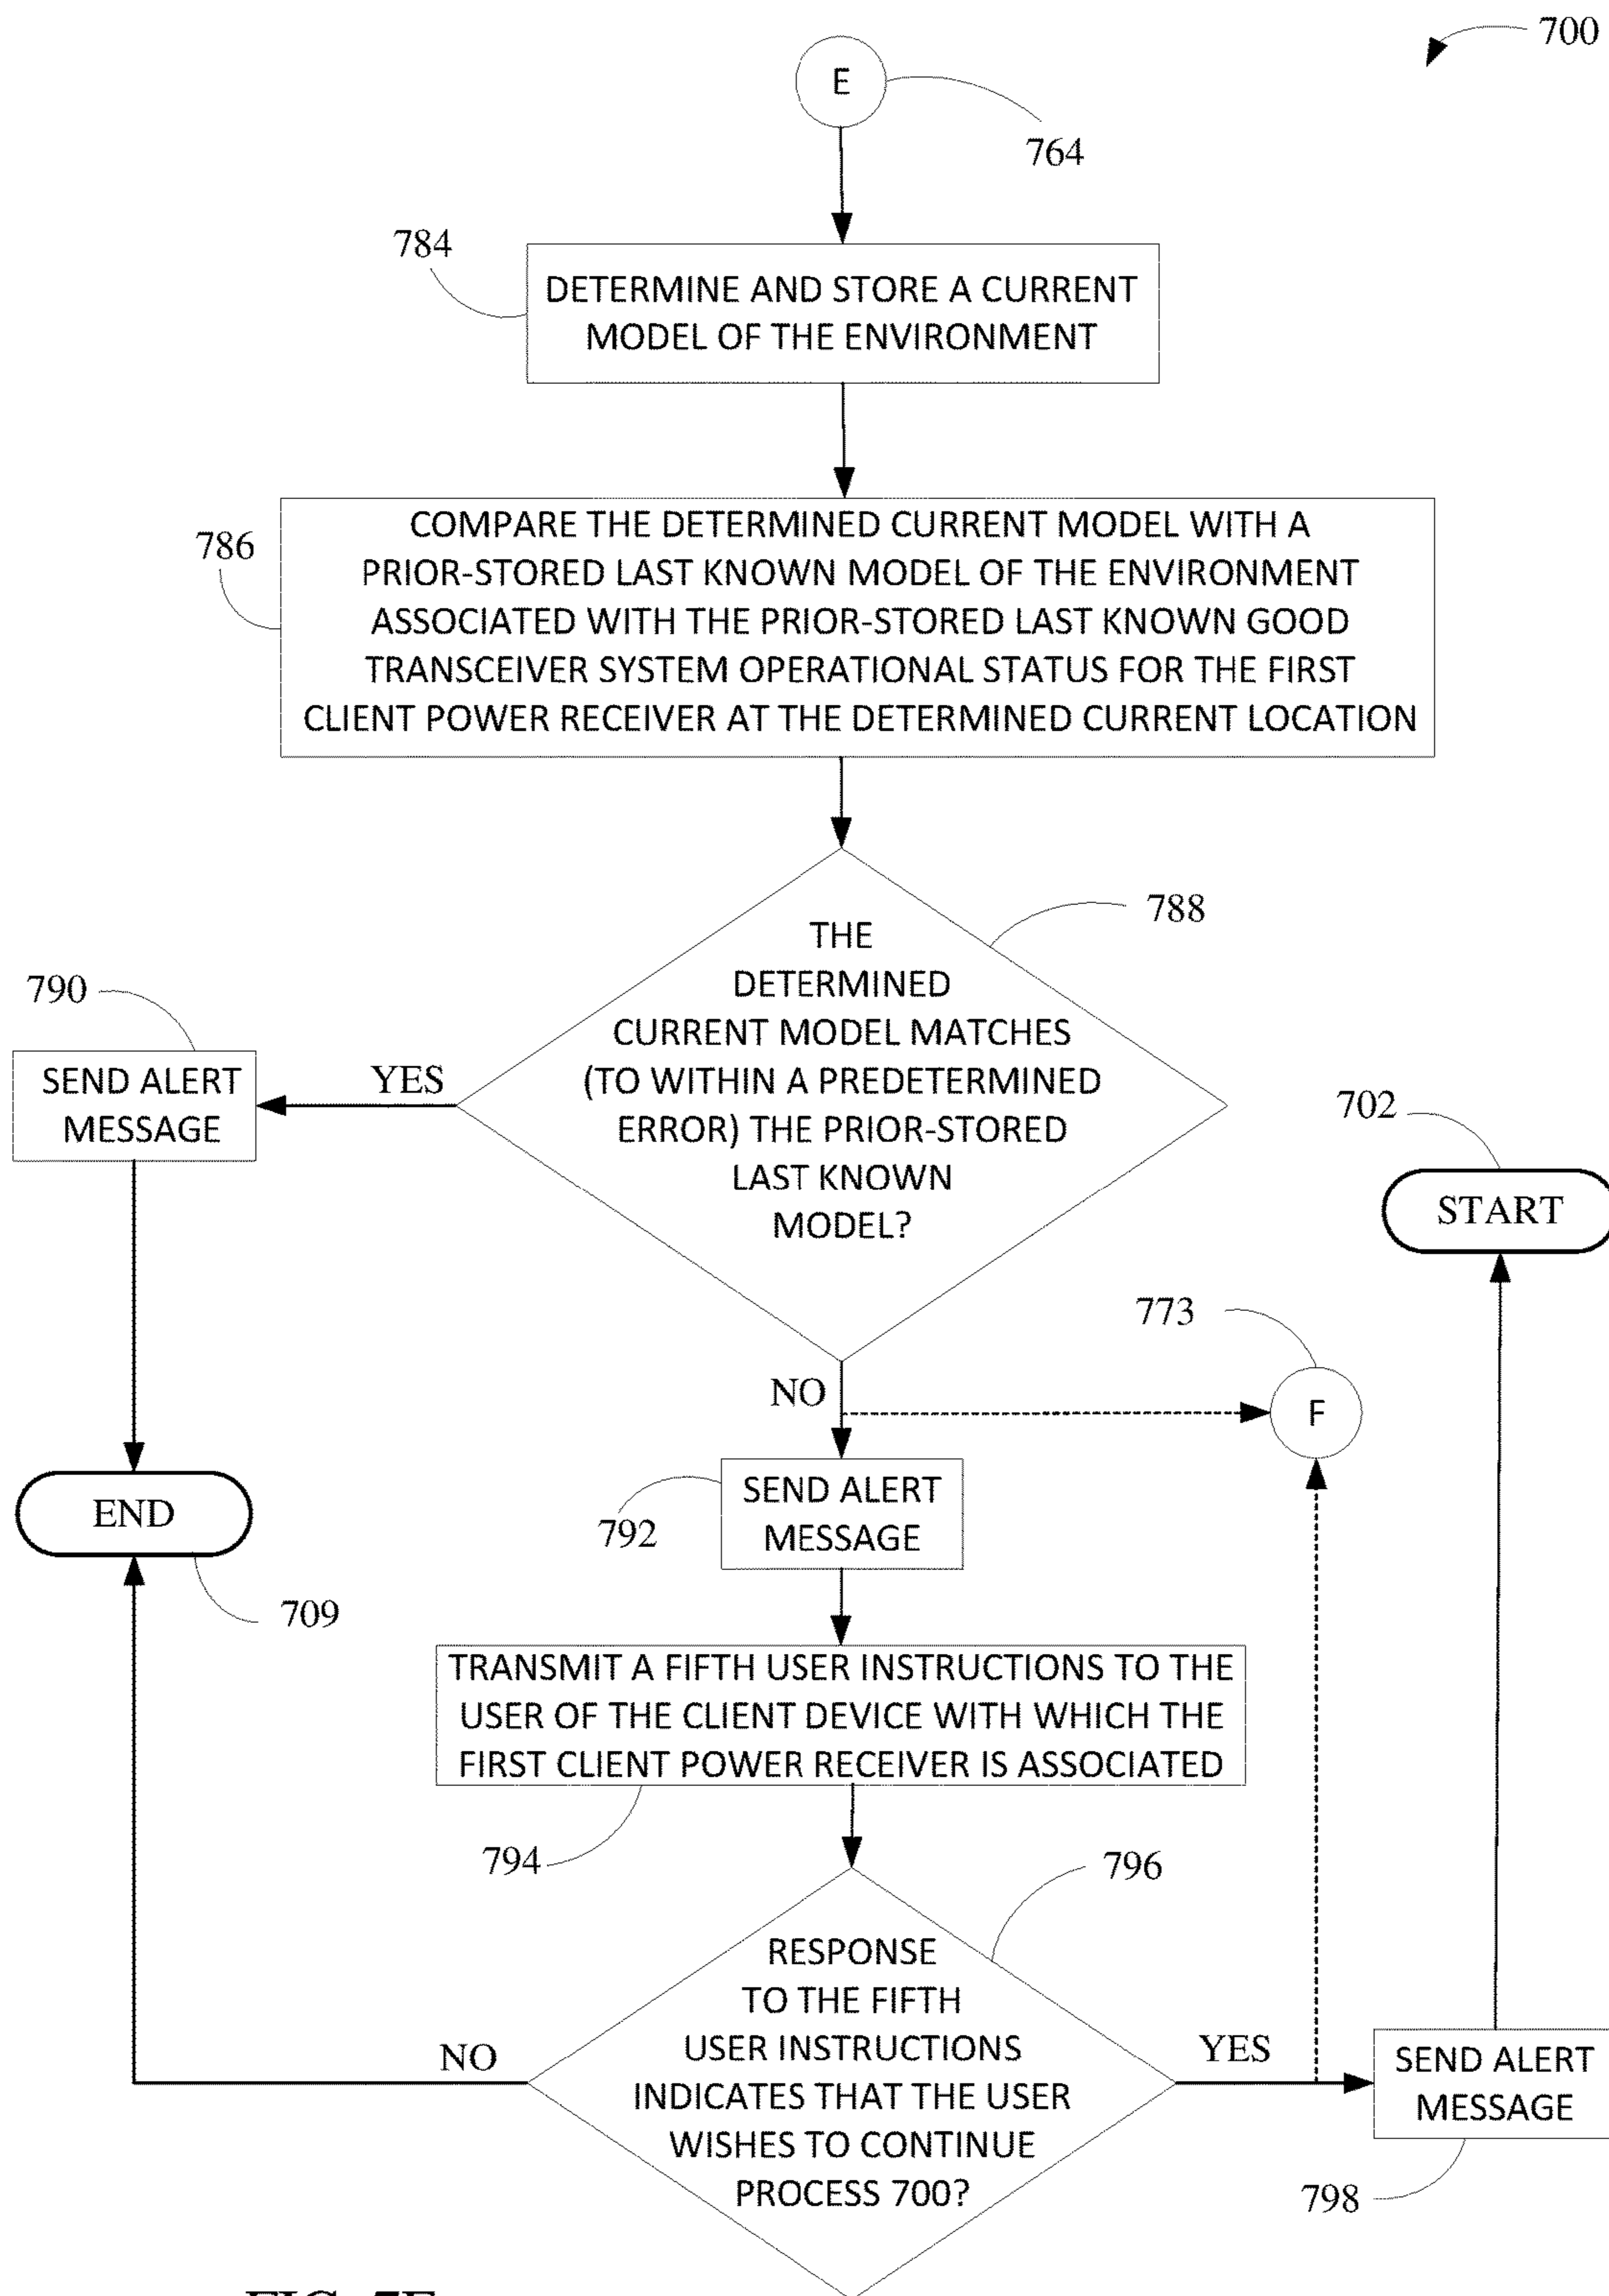 700
E
764
784
DETERMINE AND STORE A CURRENT
MODEL OF THE ENVIRONMENT
786
COMPARE THE DETERMINED CURRENT MODEL WITH A
PRIOR-STORED LAST KNOWN MODEL OF THE ENVIRONMENT
ASSOCIATED WITH THE PRIOR-STORED LAST KNOWN GOOD
TRANSCEIVER SYSTEM OPERATIONAL STATUS FOR THE FIRST
CLIENT POWER RECEIVER AT THE DETERMINED CURRENT LOCATION
788
THE
DETERMINED
CURRENT MODEL MATCHES
(TO WITHIN A PREDETERMINED
ERROR) THE PRIOR-STORED
LAST KNOWN
MODEL?
790
SEND ALERT
MESSAGE
YES
702
START
773
F
NO
END
709
792
SEND ALERT
MESSAGE
TRANSMIT A FIFTH USER INSTRUCTIONS TO THE
USER OF THE CLIENT DEVICE WITH WHICH THE
FIRST CLIENT POWER RECEIVER IS ASSOCIATED
794
796
RESPONSE
TO THE FIFTH
USER INSTRUCTIONS
INDICATES THAT THE USER
WISHES TO CONTINUE
PROCESS 700?
NO
YES
SEND ALERT
MESSAGE
798